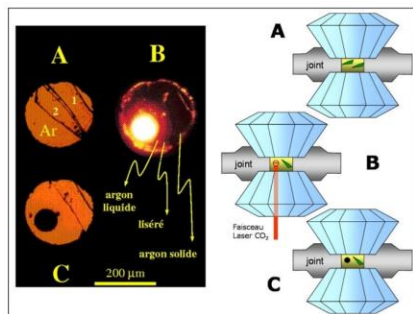 A
B
1
2
Ar
argon
liquide
liséré
argon solide
C
200 µm
A
joint
joint
B
Faisceau
Laser CO₂
joint
C